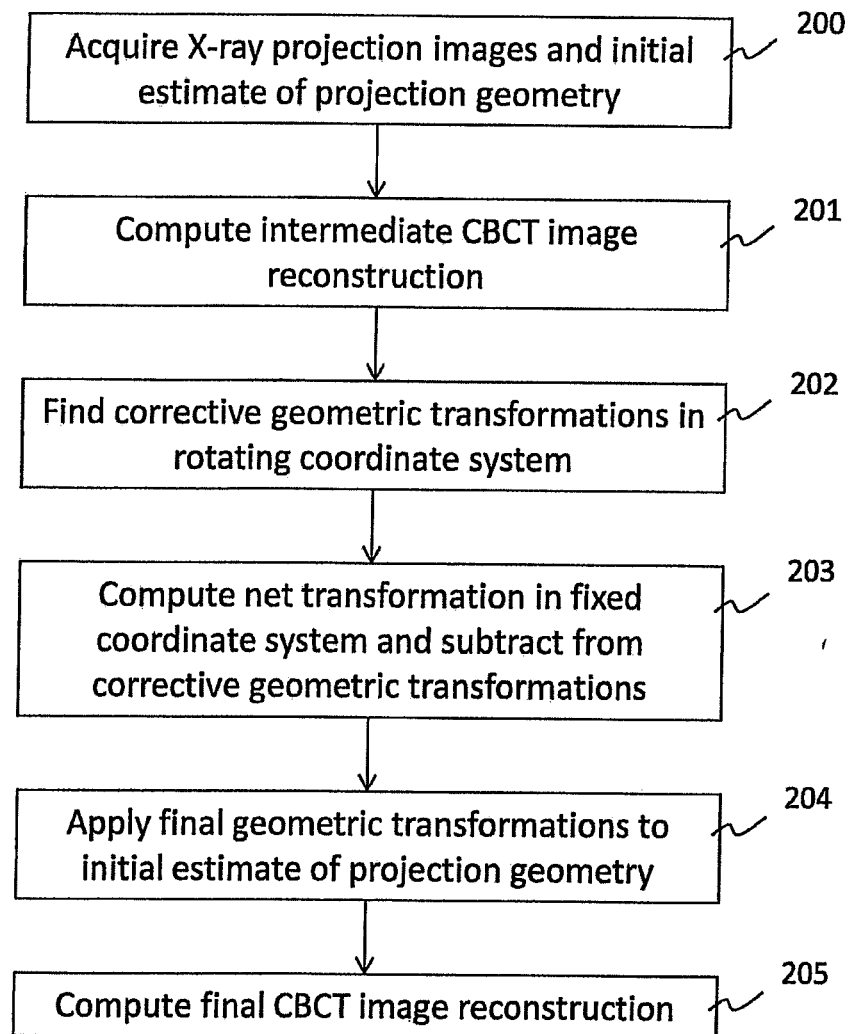 200
Acquire X-ray projection images and initial
estimate of projection geometry
201
Compute intermediate CBCT image
reconstruction
202
Find corrective geometric transformations in
rotating coordinate system
203
Compute net transformation in fixed
coordinate system and subtract from
corrective geometric transformations
204
Apply final geometric transformations to
initial estimate of projection geometry
205
Compute final CBCT image reconstruction